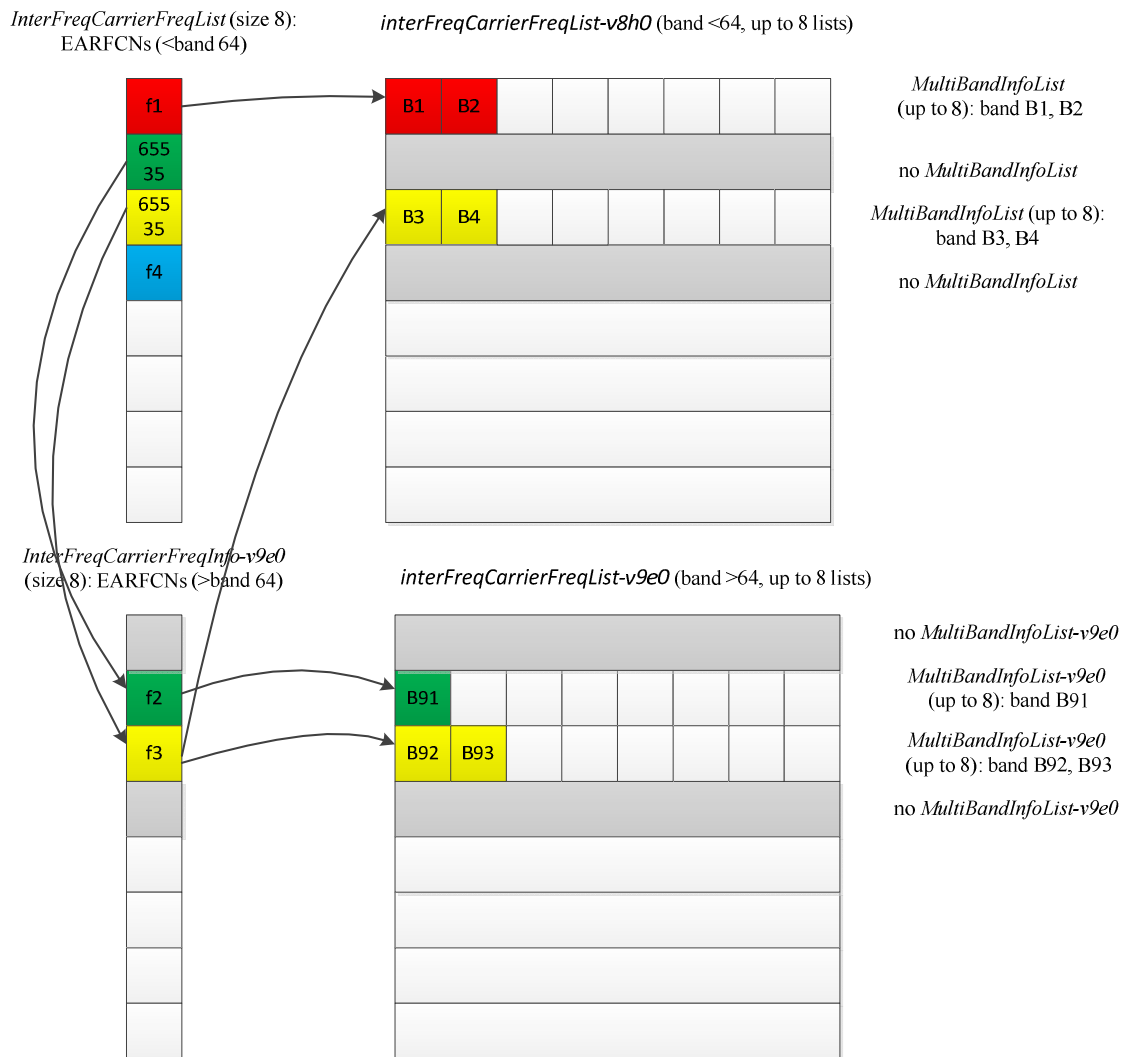 InterFreqCarrierFreqList (size 8):
EARFCNs (<band 64)
interFreqCarrierFreqList-v8h0 (band <64, up to 8 lists)
f1
B1 B2
MultiBandInfoList
(up to 8): band B1, B2
655
35
no MultiBandInfoList
655
35
B3 B4
MultiBandInfoList (up to 8):
band B3, B4
f4
no MultiBandInfoList
InterFreqCarrierFreqInfo-v9e0
(size 8): EARFCNs (>band 64)
interFreqCarrierFreqList-v9e0 (band >64, up to 8 lists)
no MultiBandInfoList-v9e0
f2
B91
MultiBandInfoList-v9e0
(up to 8): band B91
f3
B92 B93
MultiBandInfoList-v9e0
(up to 8): band B92, B93
no MultiBandInfoList-v9e0